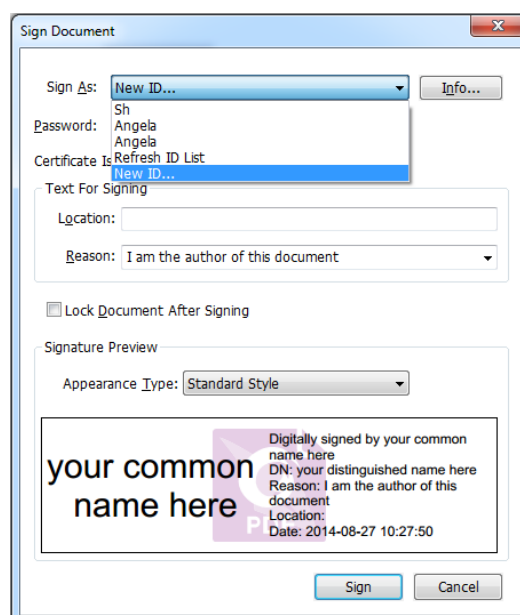 Sign Document
Sign As: New ID... Info...
Sh
Password: Angela
Angela
Certificate Is Refresh ID List
New ID...
Text For Signing
Location:
Reason: I am the author of this document
Lock Document After Signing
Signature Preview
Appearance Type: Standard Style
your common
name here
Digitally signed by your common
name here
DN: your distinguished name here
Reason: I am the author of this
document
Location:
Date: 2014-08-27 10:27:50
PDF
Sign Cancel